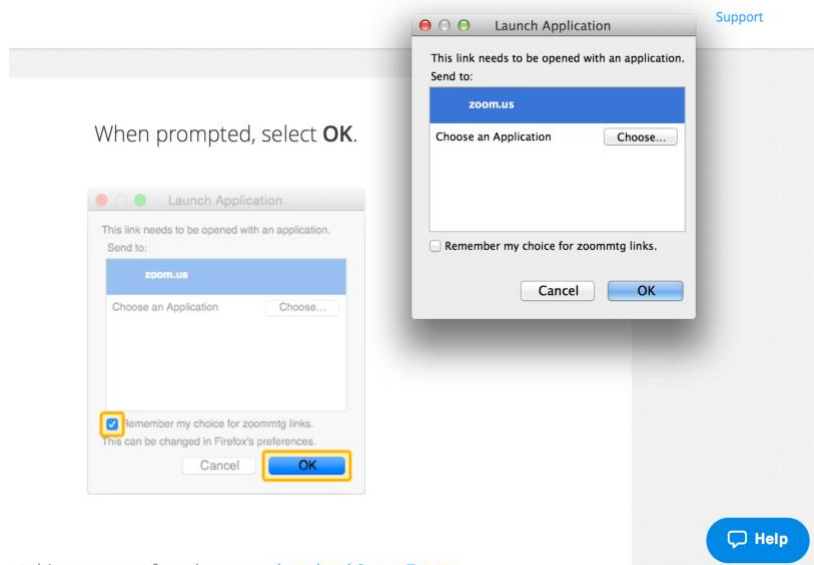 Support
When prompted, select OK.
Launch Application
This link needs to be opened with an application.
Send to:
zoom.us
Choose an Application
Choose...
Remember my choice for zoommtg links.
This can be changed in Firefox's preferences.
Cancel
OK
Launch Application
This link needs to be opened with an application.
Send to:
zoom.us
Choose an Application
Choose...
Remember my choice for zoommtg links.
Cancel
OK
Help